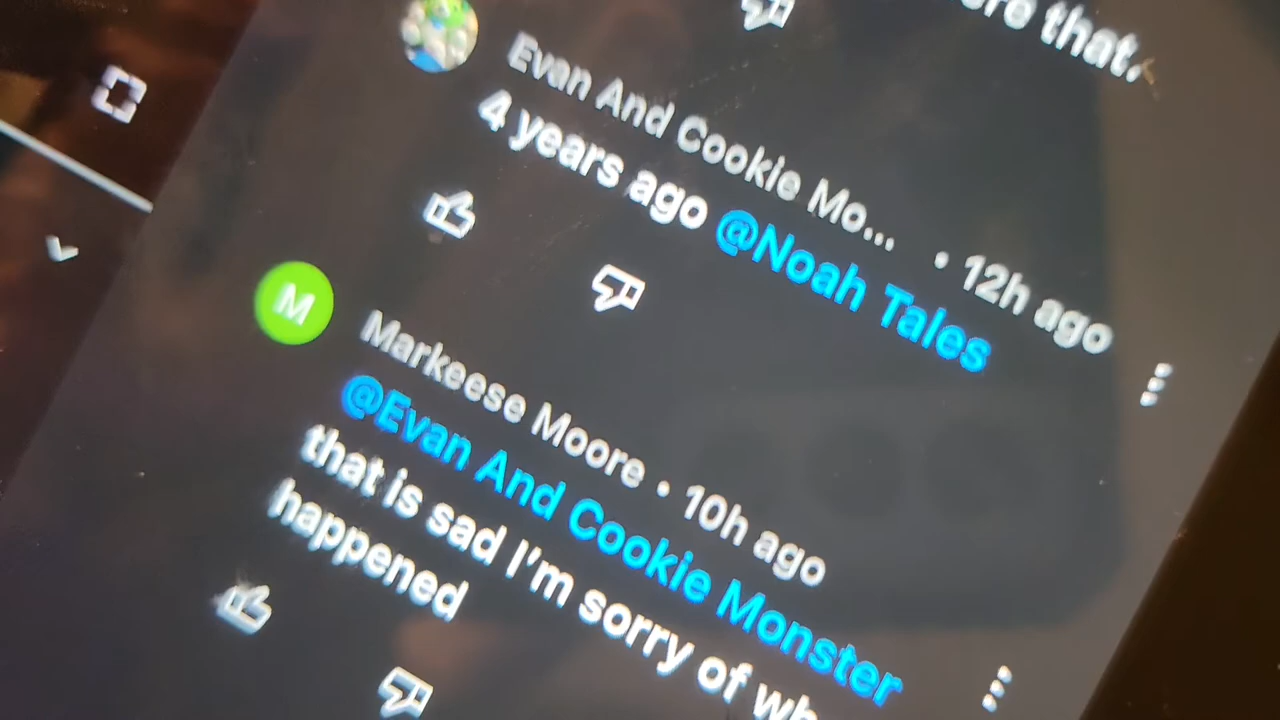 that.
Evan And Cookie Mo... • 12h ago
4 years ago @Noah Tales
M
Markeese Moore • 10h ago
@Evan And Cookie Monster
that is sad I'm sorry of
happened